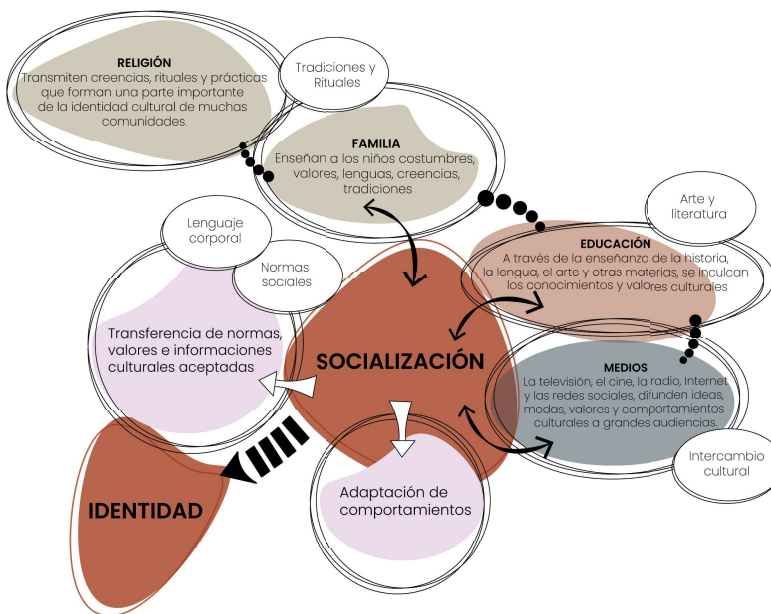 RELIGIÓN
Transmiten creencias, rituales y prácticas
que forman una parte importante
de la identidad cultural de muchas
comunidades.
Tradiciones y
Rituales
FAMILIA
Enseñan a los niños costumbres,
valores, lenguas, creencias,
tradiciones
Arte y
literatura
EDUCACIÓN
A través de la enseñanzc de la historia,
la lengua, el arte y otras materias, se inculcan
los conocimientos y valores culturales
Lenguaje
corporal
Normas
sociales
Transferencia de normas,
valores e informaciones
culturales aceptadas
SOCIALIZACIÓN
MEDIOS
La televisión, el cine, la radio, Internet
y las redes sociales, difunden ideas,
modas, valores y comportamientos
culturales a grandes audiencias.
Intercambio
cultural
Adaptación de
comportamientos
IDENTIDAD